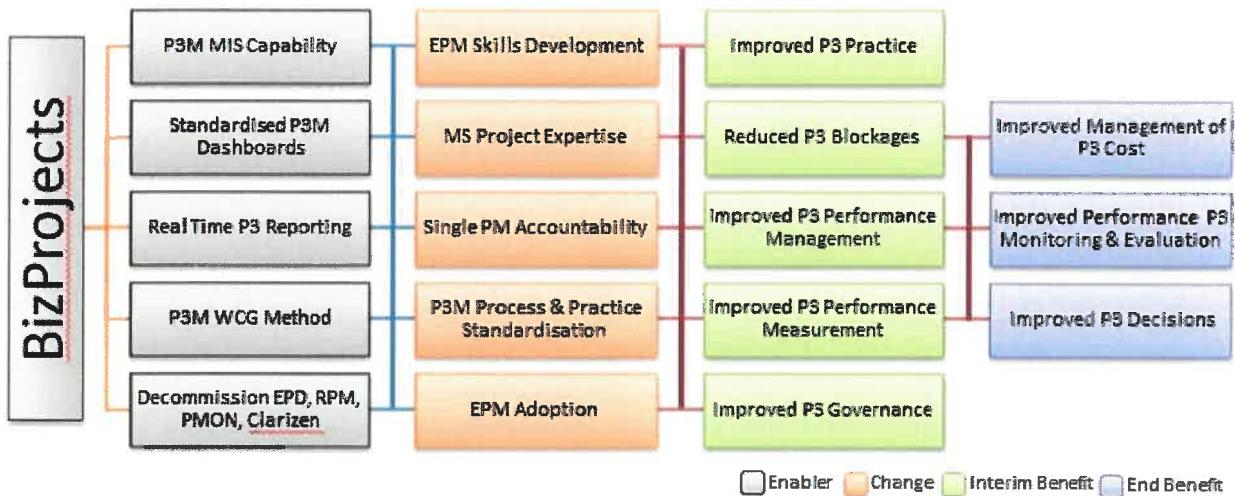 BizProjects
P3M MIS Capability
Standardised P3M
Dashboards
Real Time P3 Reporting
P3M WCG Method
Decommission EPD, RPM,
PMON, Clarizen
EPM Skills Development
MS Project Expertise
Single PM Accountability
P3M Process & Practice
Standardisation
EPM Adoption
Improved P3 Practice
Reduced P3 Blockages
Improved P3 Performance
Management
Improved P3 Performance
Measurement
Improved P3 Governance
Improved Management of
P3 Cost
Improved Performance P3
Monitoring & Evaluation
Improved P3 Decisions
Enabler
Change
Interim Benefit
End Benefit